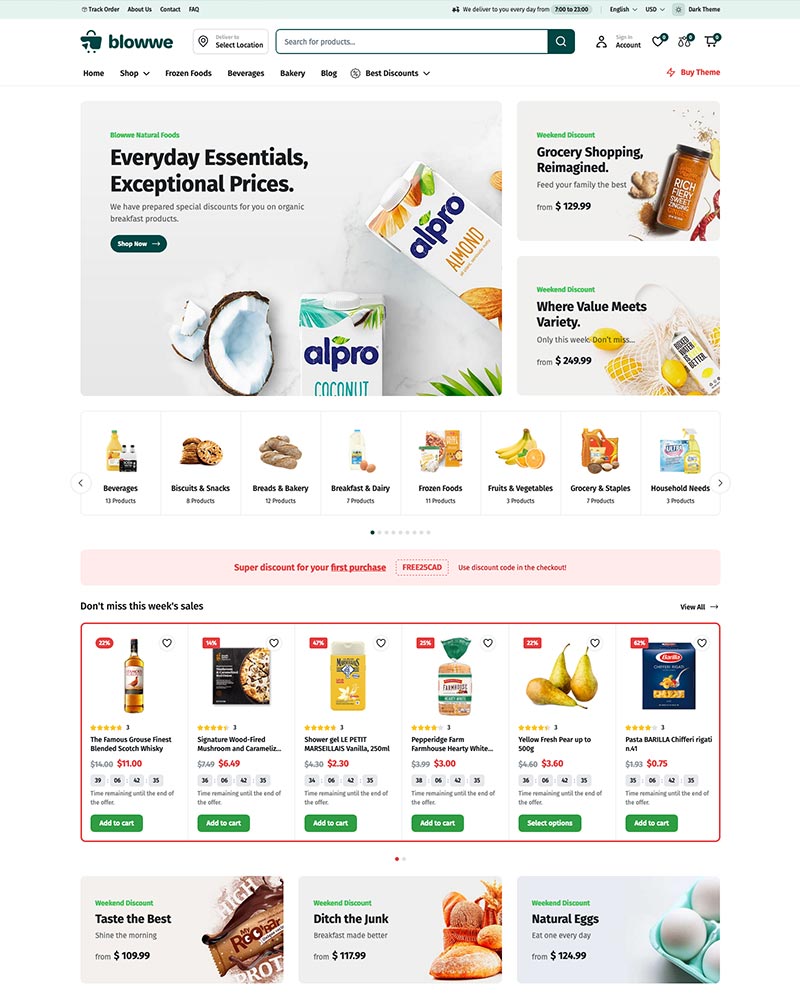 Track Order About Us Contact FAQ
We deliver to you every day from 7:00 to 23:00 English USD Dark Theme
blowwe
Deliver to
Select Location
Search for products...
Sign in
Account
0 0 0
Home Shop Frozen Foods Beverages Bakery Blog Best Discounts Buy Theme
Blowwe Natural Foods
Everyday Essentials,
Exceptional Prices.
We have prepared special discounts for you on organic
breakfast products.
Shop Now
alpro
ALMOND
alpro
COCONUT
Weekend Discount
Grocery Shopping,
Reimagined.
Feed your family the best
from $ 129.99
RICH
FIERY
SWEET
ZINGING
Weekend Discount
Where Value Meets
Variety.
Only this week. Don't miss...
from $ 249.99
BOXED
WATER
IS
BETTER.
Beverages
13 Products
Biscuits & Snacks
8 Products
Breads & Bakery
12 Products
Breakfast & Dairy
7 Products
Frozen Foods
11 Products
Fruits & Vegetables
3 Products
Grocery & Staples
7 Products
Household Needs
3 Products
Super discount for your first purchase FREE25CAD Use discount code in the checkout!
Don't miss this week's sales View All
22%
3
The Famous Grouse Finest
Blended Scotch Whisky
$14.00 $11.00
39 : 06 : 42 : 35
Time remaining until the end of
the offer.
Add to cart
14%
3
Signature Wood-Fired
Mushroom and Carameliz...
$7.49 $6.49
36 : 06 : 42 : 35
Time remaining until the end of
the offer.
Add to cart
47%
3
Shower gel LE PETIT
MARSEILLAIS Vanilla, 250ml
$4.30 $2.30
34 : 06 : 42 : 35
Time remaining until the end of
the offer.
Add to cart
25%
FARMHOUSE
3
Pepperidge Farm
Farmhouse Hearty White...
$3.99 $3.00
38 : 06 : 42 : 35
Time remaining until the end of
the offer.
Add to cart
22%
3
Yellow Fresh Pear up to
500g
$4.60 $3.60
36 : 06 : 42 : 35
Time remaining until the end of
the offer.
Select options
62%
Barilla
CHIFFERI RIGATI
3
Pasta BARILLA Chifferi rigati
n.41
$1.93 $0.75
35 : 06 : 42 : 35
Time remaining until the end of
the offer.
Add to cart
Weekend Discount
Taste the Best
Shine the morning
from $ 109.99
HIGH
My
RooBar
PROT
Weekend Discount
Ditch the Junk
Breakfast made better
from $ 117.99
Weekend Discount
Natural Eggs
Eat one every day
from $ 124.99